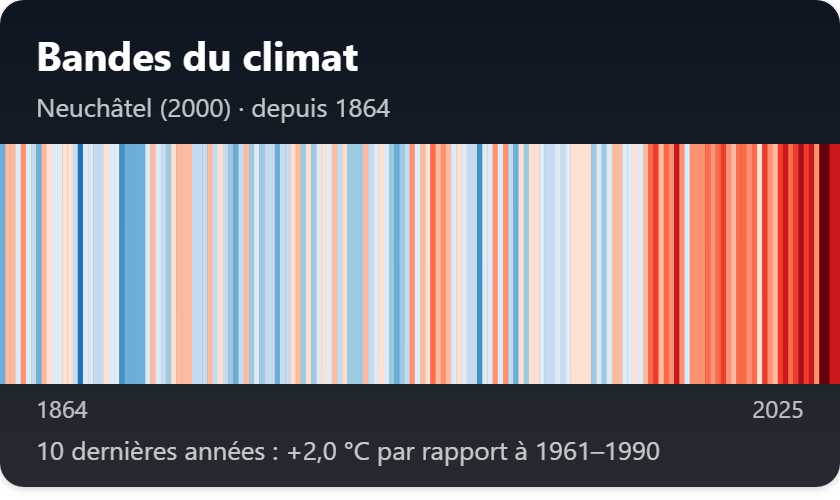 Bandes du climat
Neuchâtel (2000) · depuis 1864
1864
2025
10 dernières années : +2,0 °C par rapport à 1961–1990